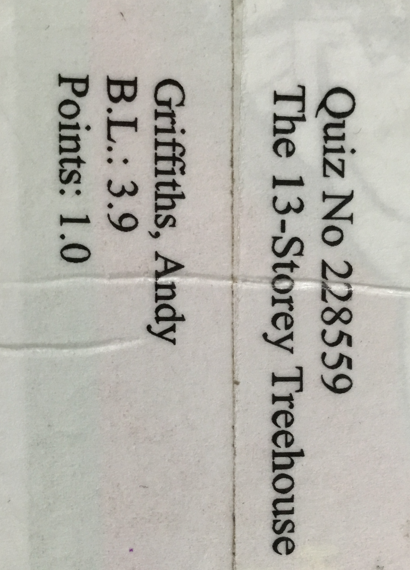 Quiz No 228559
The 13-Storey Treehouse
Griffiths, Andy
B.L.: 3.9
Points: 1.0